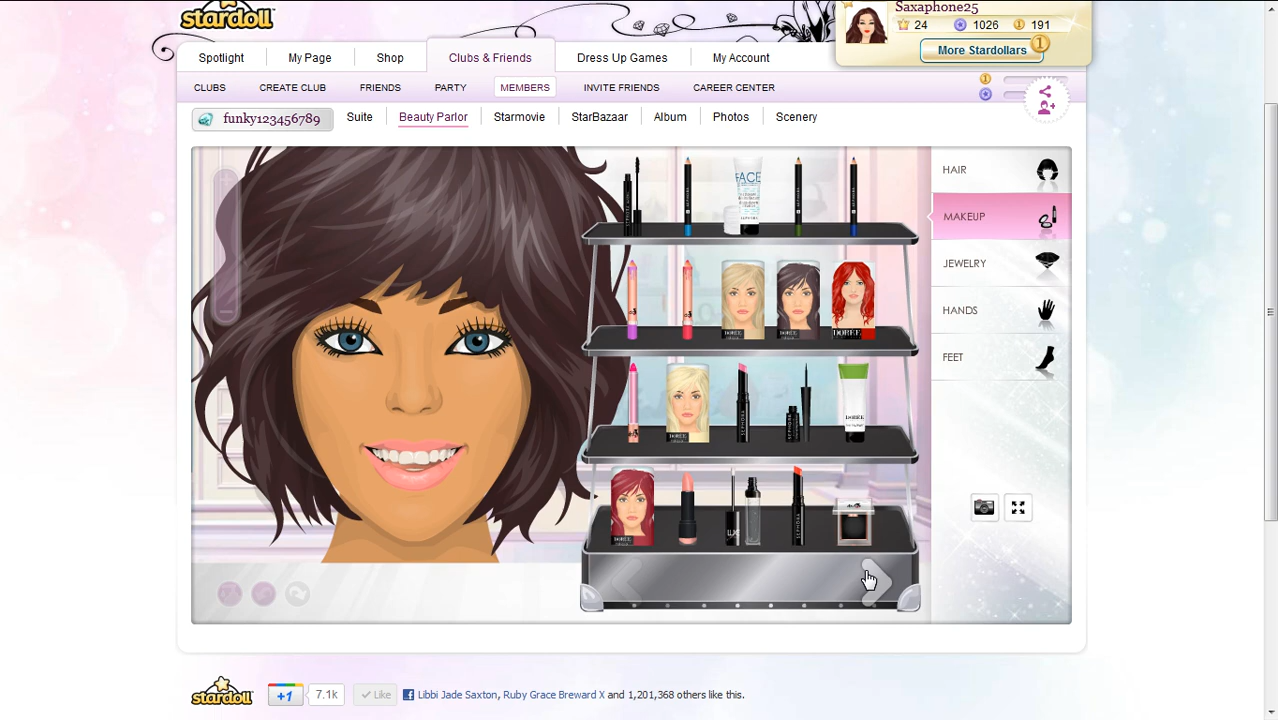 stardoll
Saxaphone25
24 1026 191
More Stardollars 1
Spotlight My Page Shop Clubs & Friends Dress Up Games My Account
CLUBS CREATE CLUB FRIENDS PARTY MEMBERS INVITE FRIENDS CAREER CENTER
funky123456789 Suite Beauty Parlor Starmovie StarBazaar Album Photos Scenery
HAIR
MAKEUP
JEWELRY
HANDS
FEET
FACE
SEPHORA
stardoll +1 7.1k Like Libbi Jade Saxton, Ruby Grace Breward X and 1,201,368 others like this.